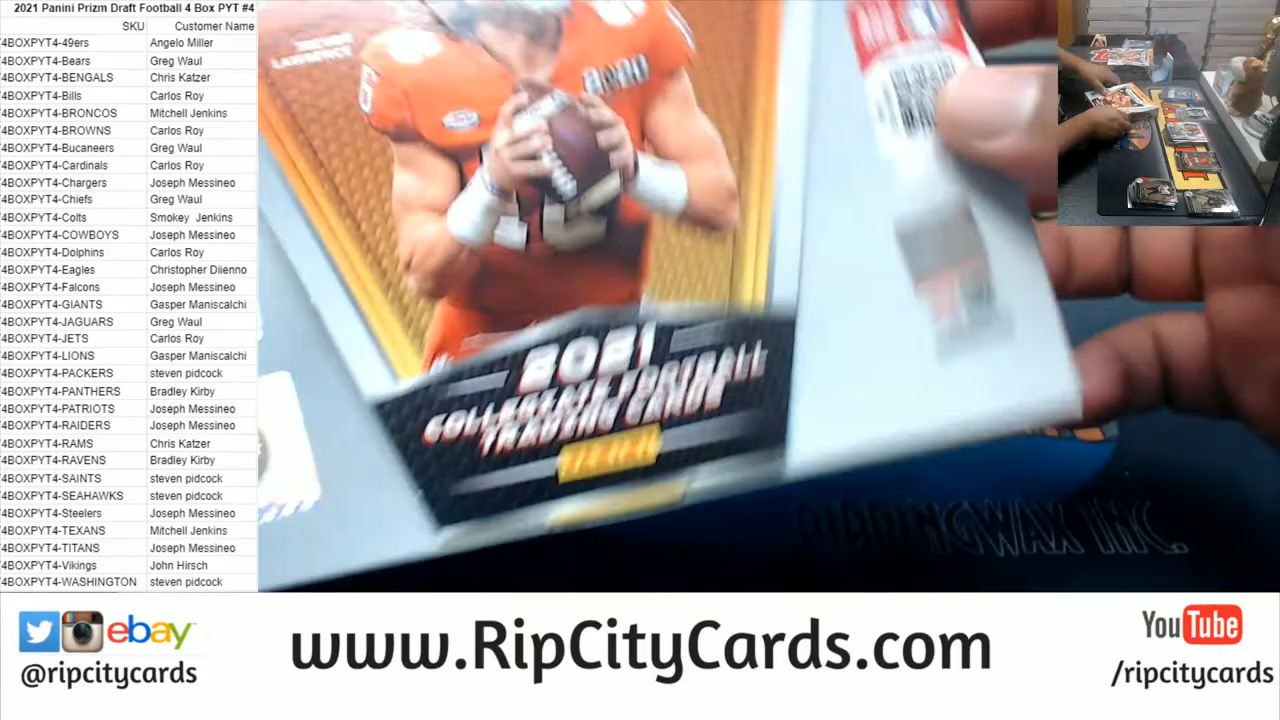 2021 Panini Prizm Draft Football 4 Box PYT #4
SKU Customer Name
4BOXPYT4-49ers Angelo Miller
4BOXPYT4-Bears Greg Waul
4BOXPYT4-BENGALS Chris Katzer
4BOXPYT4-Bills Carlos Roy
4BOXPYT4-BRONCOS Mitchell Jenkins
4BOXPYT4-BROWNS Carlos Roy
4BOXPYT4-Bucaneers Greg Waul
4BOXPYT4-Cardinals Carlos Roy
4BOXPYT4-Chargers Joseph Messineo
4BOXPYT4-Chiefs Greg Waul
4BOXPYT4-Colts Smokey Jenkins
4BOXPYT4-COWBOYS Joseph Messineo
4BOXPYT4-Dolphins Carlos Roy
4BOXPYT4-Eagles Christopher Diienno
4BOXPYT4-Falcons Joseph Messineo
4BOXPYT4-GIANTS Gasper Maniscalchi
4BOXPYT4-JAGUARS Greg Waul
4BOXPYT4-JETS Carlos Roy
4BOXPYT4-LIONS Gasper Maniscalchi
4BOXPYT4-PACKERS steven pidcock
4BOXPYT4-PANTHERS Bradley Kirby
4BOXPYT4-PATRIOTS Joseph Messineo
4BOXPYT4-RAIDERS Joseph Messineo
4BOXPYT4-RAMS Chris Katzer
4BOXPYT4-RAVENS Bradley Kirby
4BOXPYT4-SAINTS steven pidcock
4BOXPYT4-SEAHAWKS steven pidcock
4BOXPYT4-Steelers Joseph Messineo
4BOXPYT4-TEXANS Mitchell Jenkins
4BOXPYT4-TITANS Joseph Messineo
4BOXPYT4-Vikings John Hirsch
4BOXPYT4-WASHINGTON steven pidcock
LAWRENCE
2021
COLLEGIATE FOOTBALL
TRADING CARDS
PANINI
RIPPINGWAX INC.
ebay
@ripcitycards
www.RipCityCards.com
YouTube
/ripcitycards